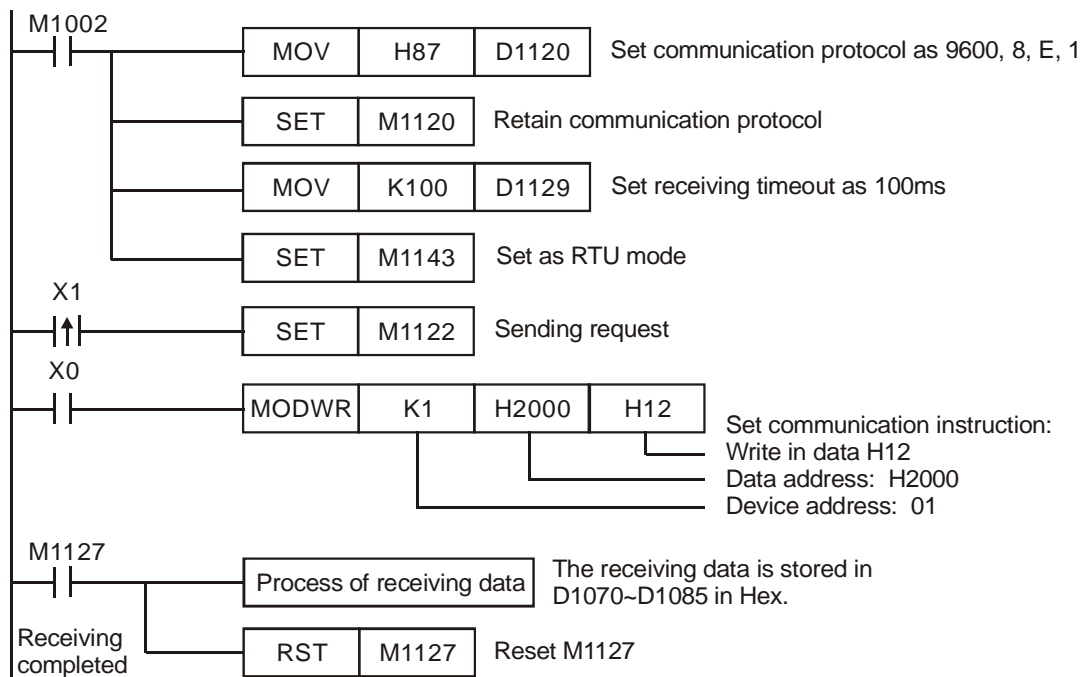 M1002
MOV H87 D1120 Set communication protocol as 9600, 8, E, 1
SET M1120 Retain communication protocol
MOV K100 D1129 Set receiving timeout as 100ms
SET M1143 Set as RTU mode
X1
SET M1122 Sending request
X0
MODWR K1 H2000 H12
Set communication instruction:
Write in data H12
Data address: H2000
Device address: 01
M1127
Process of receiving data
The receiving data is stored in
D1070~D1085 in Hex.
Receiving
completed
RST M1127 Reset M1127